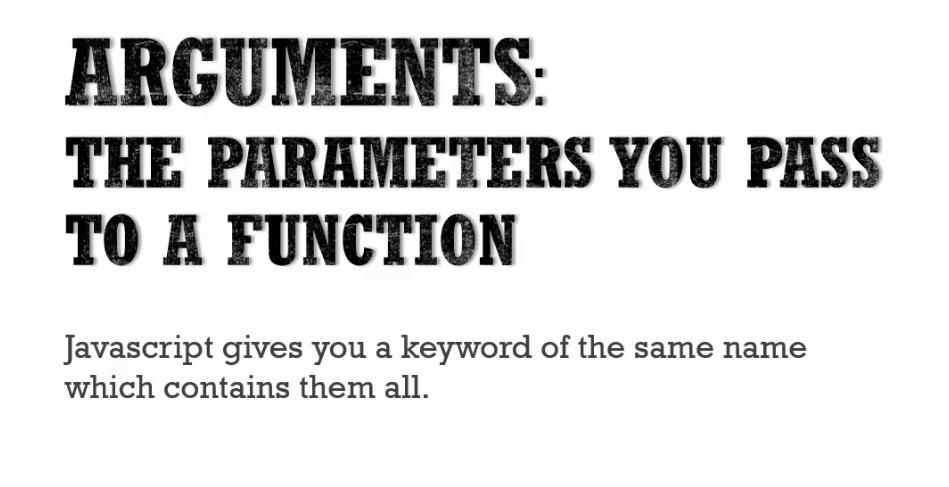 ARGUMENTS:
THE PARAMETERS YOU PASS
TO A FUNCTION
Javascript gives you a keyword of the same name
which contains them all.